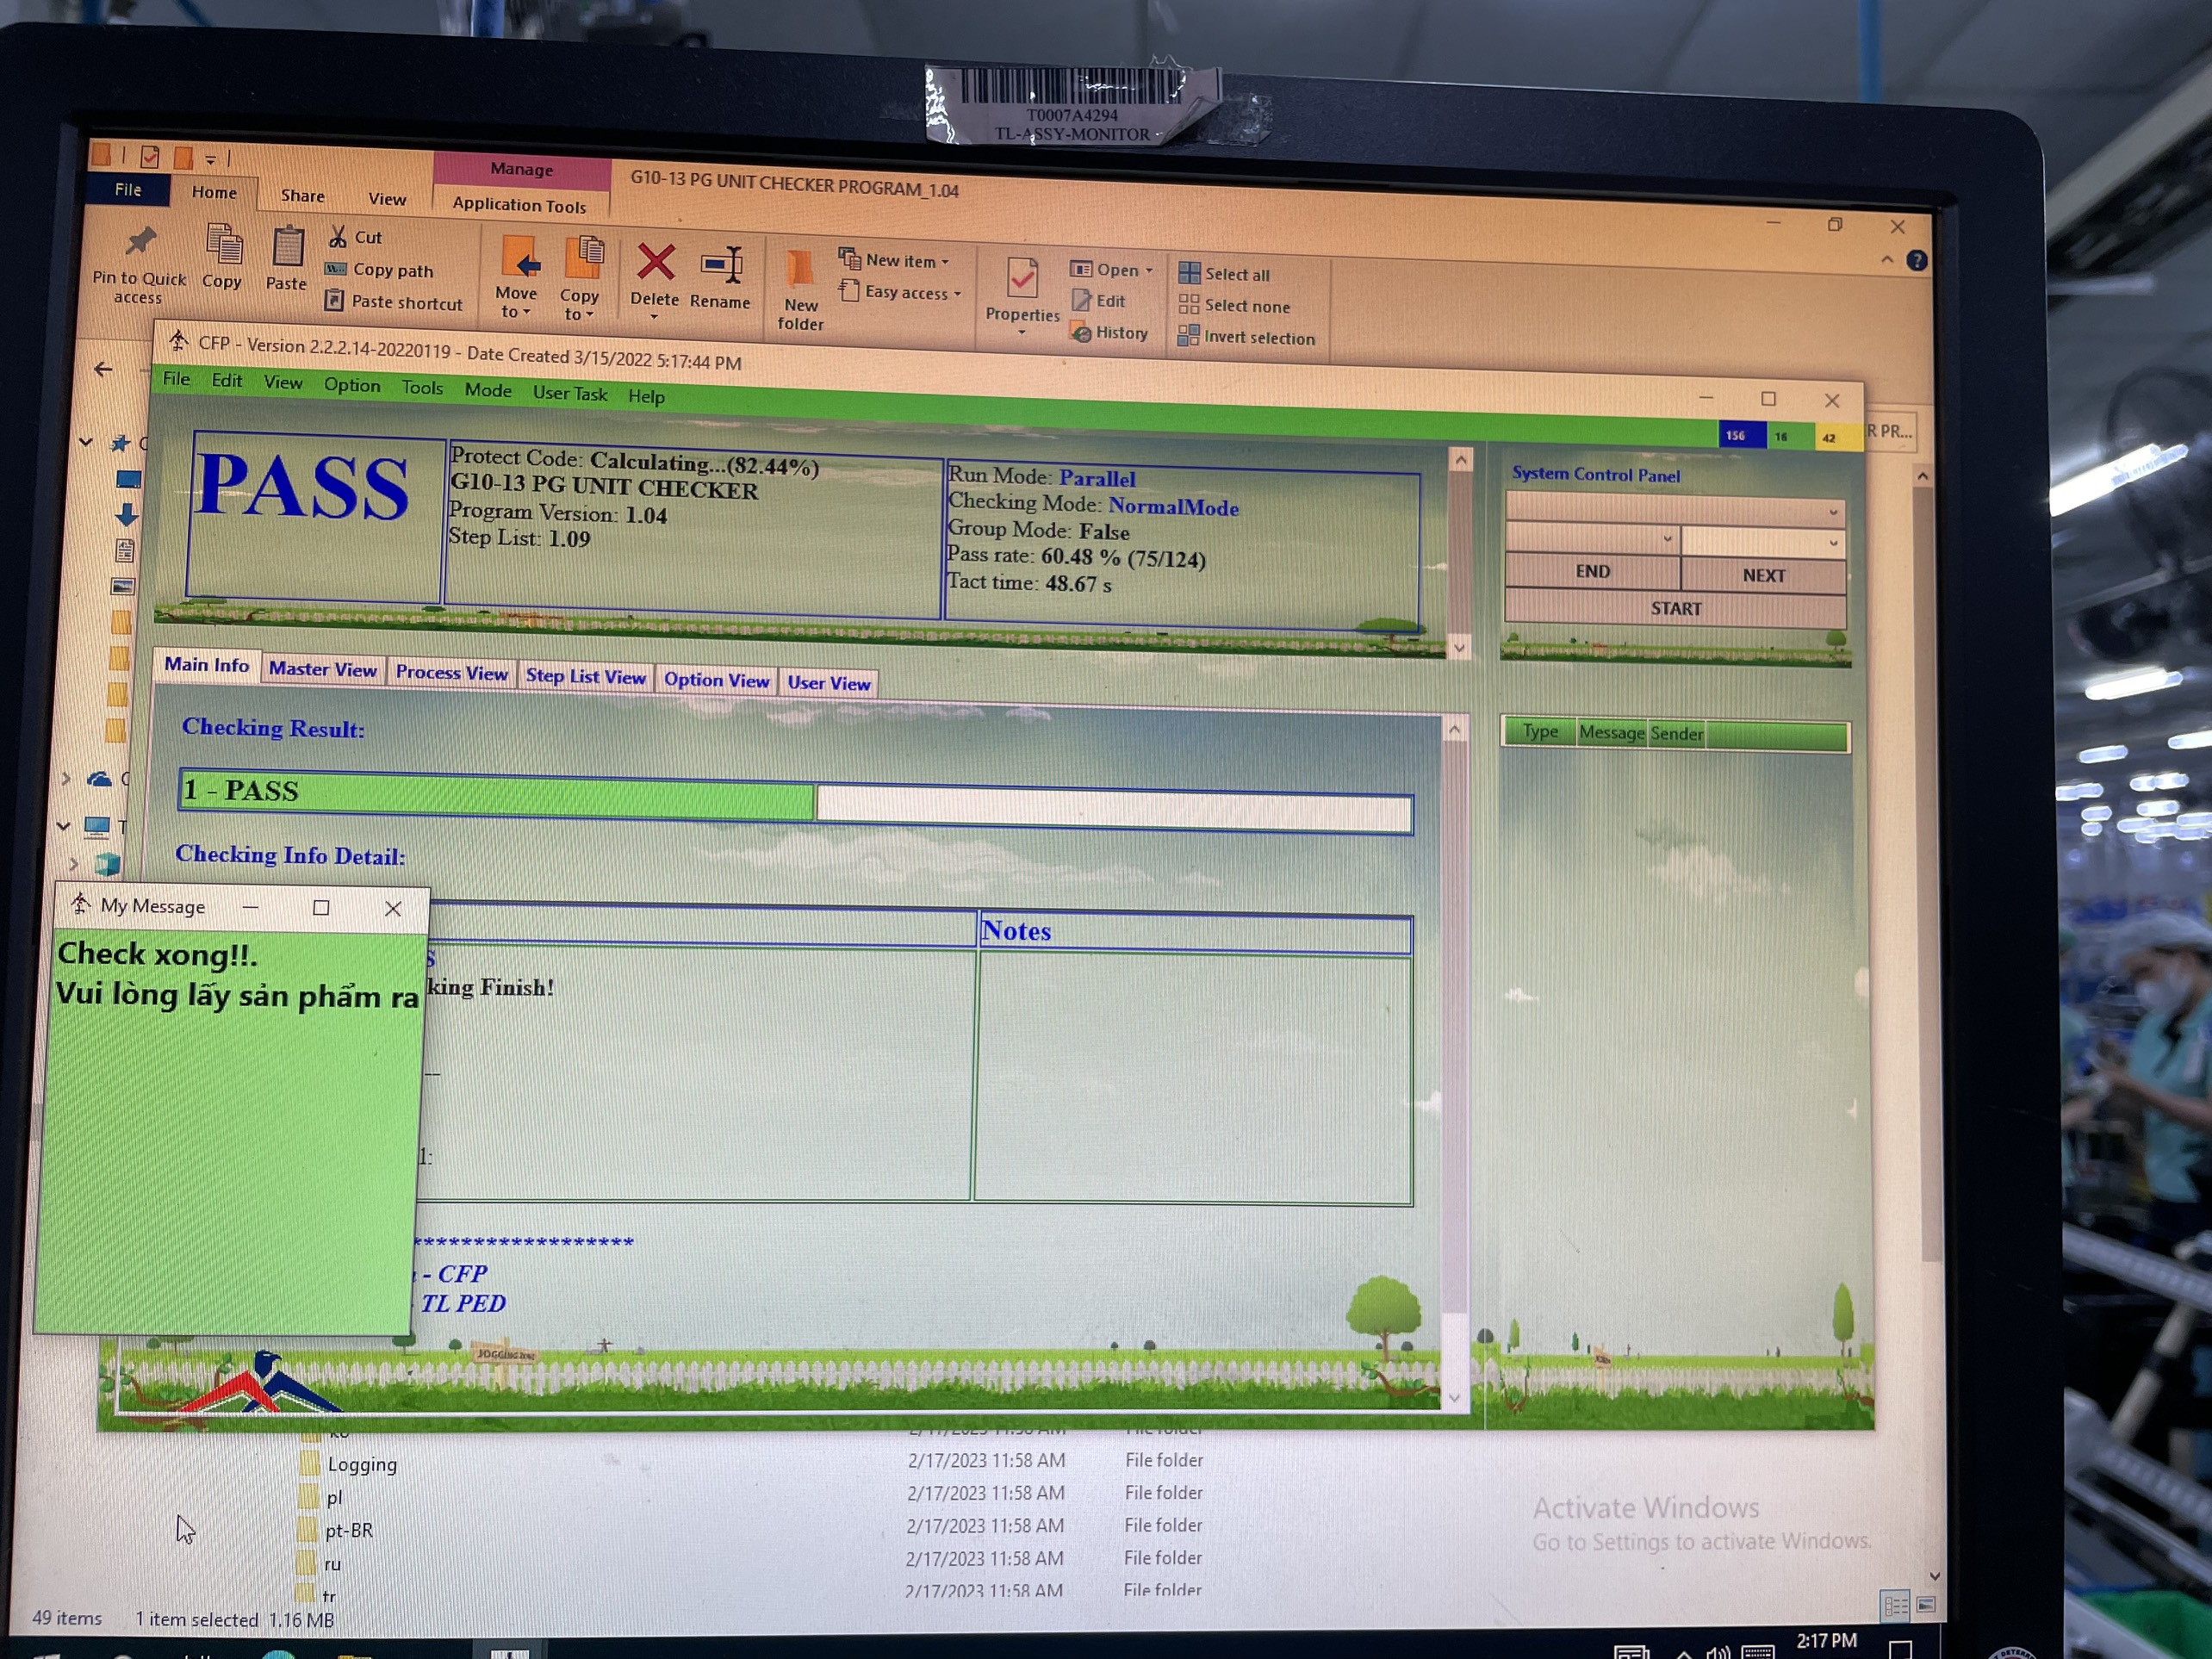 T0007A4294
TL-ASSY-MONITOR
Manage
G10-13 PG UNIT CHECKER PROGRAM_1.04
File
Home
Share
View
Application Tools
Pin to Quick access
Copy
Paste
Cut
Copy path
Paste shortcut
Move to
Copy to
Delete
Rename
New folder
New item
Easy access
Properties
Open
Edit
History
Select all
Select none
Invert selection
CFP - Version 2.2.2.14-20220119 - Date Created 3/15/2022 5:17:44 PM
File Edit View Option Tools Mode User Task Help
156 16 42
R PR...
PASS
Protect Code: Calculating...(82.44%)
G10-13 PG UNIT CHECKER
Program Version: 1.04
Step List: 1.09
Run Mode: Parallel
Checking Mode: NormalMode
Group Mode: False
Pass rate: 60.48 % (75/124)
Tact time: 48.67 s
System Control Panel
END NEXT
START
Main Info Master View Process View Step List View Option View User View
Checking Result:
1 - PASS
Type Message Sender
Checking Info Detail:
My Message
Check xong!!.
Vui lòng lấy sản phẩm ra
Notes
king Finish!
1:
******************
- CFP
TL PED
JOGGING ZONE
Logging 2/17/2023 11:58 AM File folder
pl 2/17/2023 11:58 AM File folder
pt-BR 2/17/2023 11:58 AM File folder
ru 2/17/2023 11:58 AM File folder
tr 2/17/2023 11:58 AM File folder
Activate Windows
Go to Settings to activate Windows.
49 items 1 item selected 1.16 MB
2:17 PM